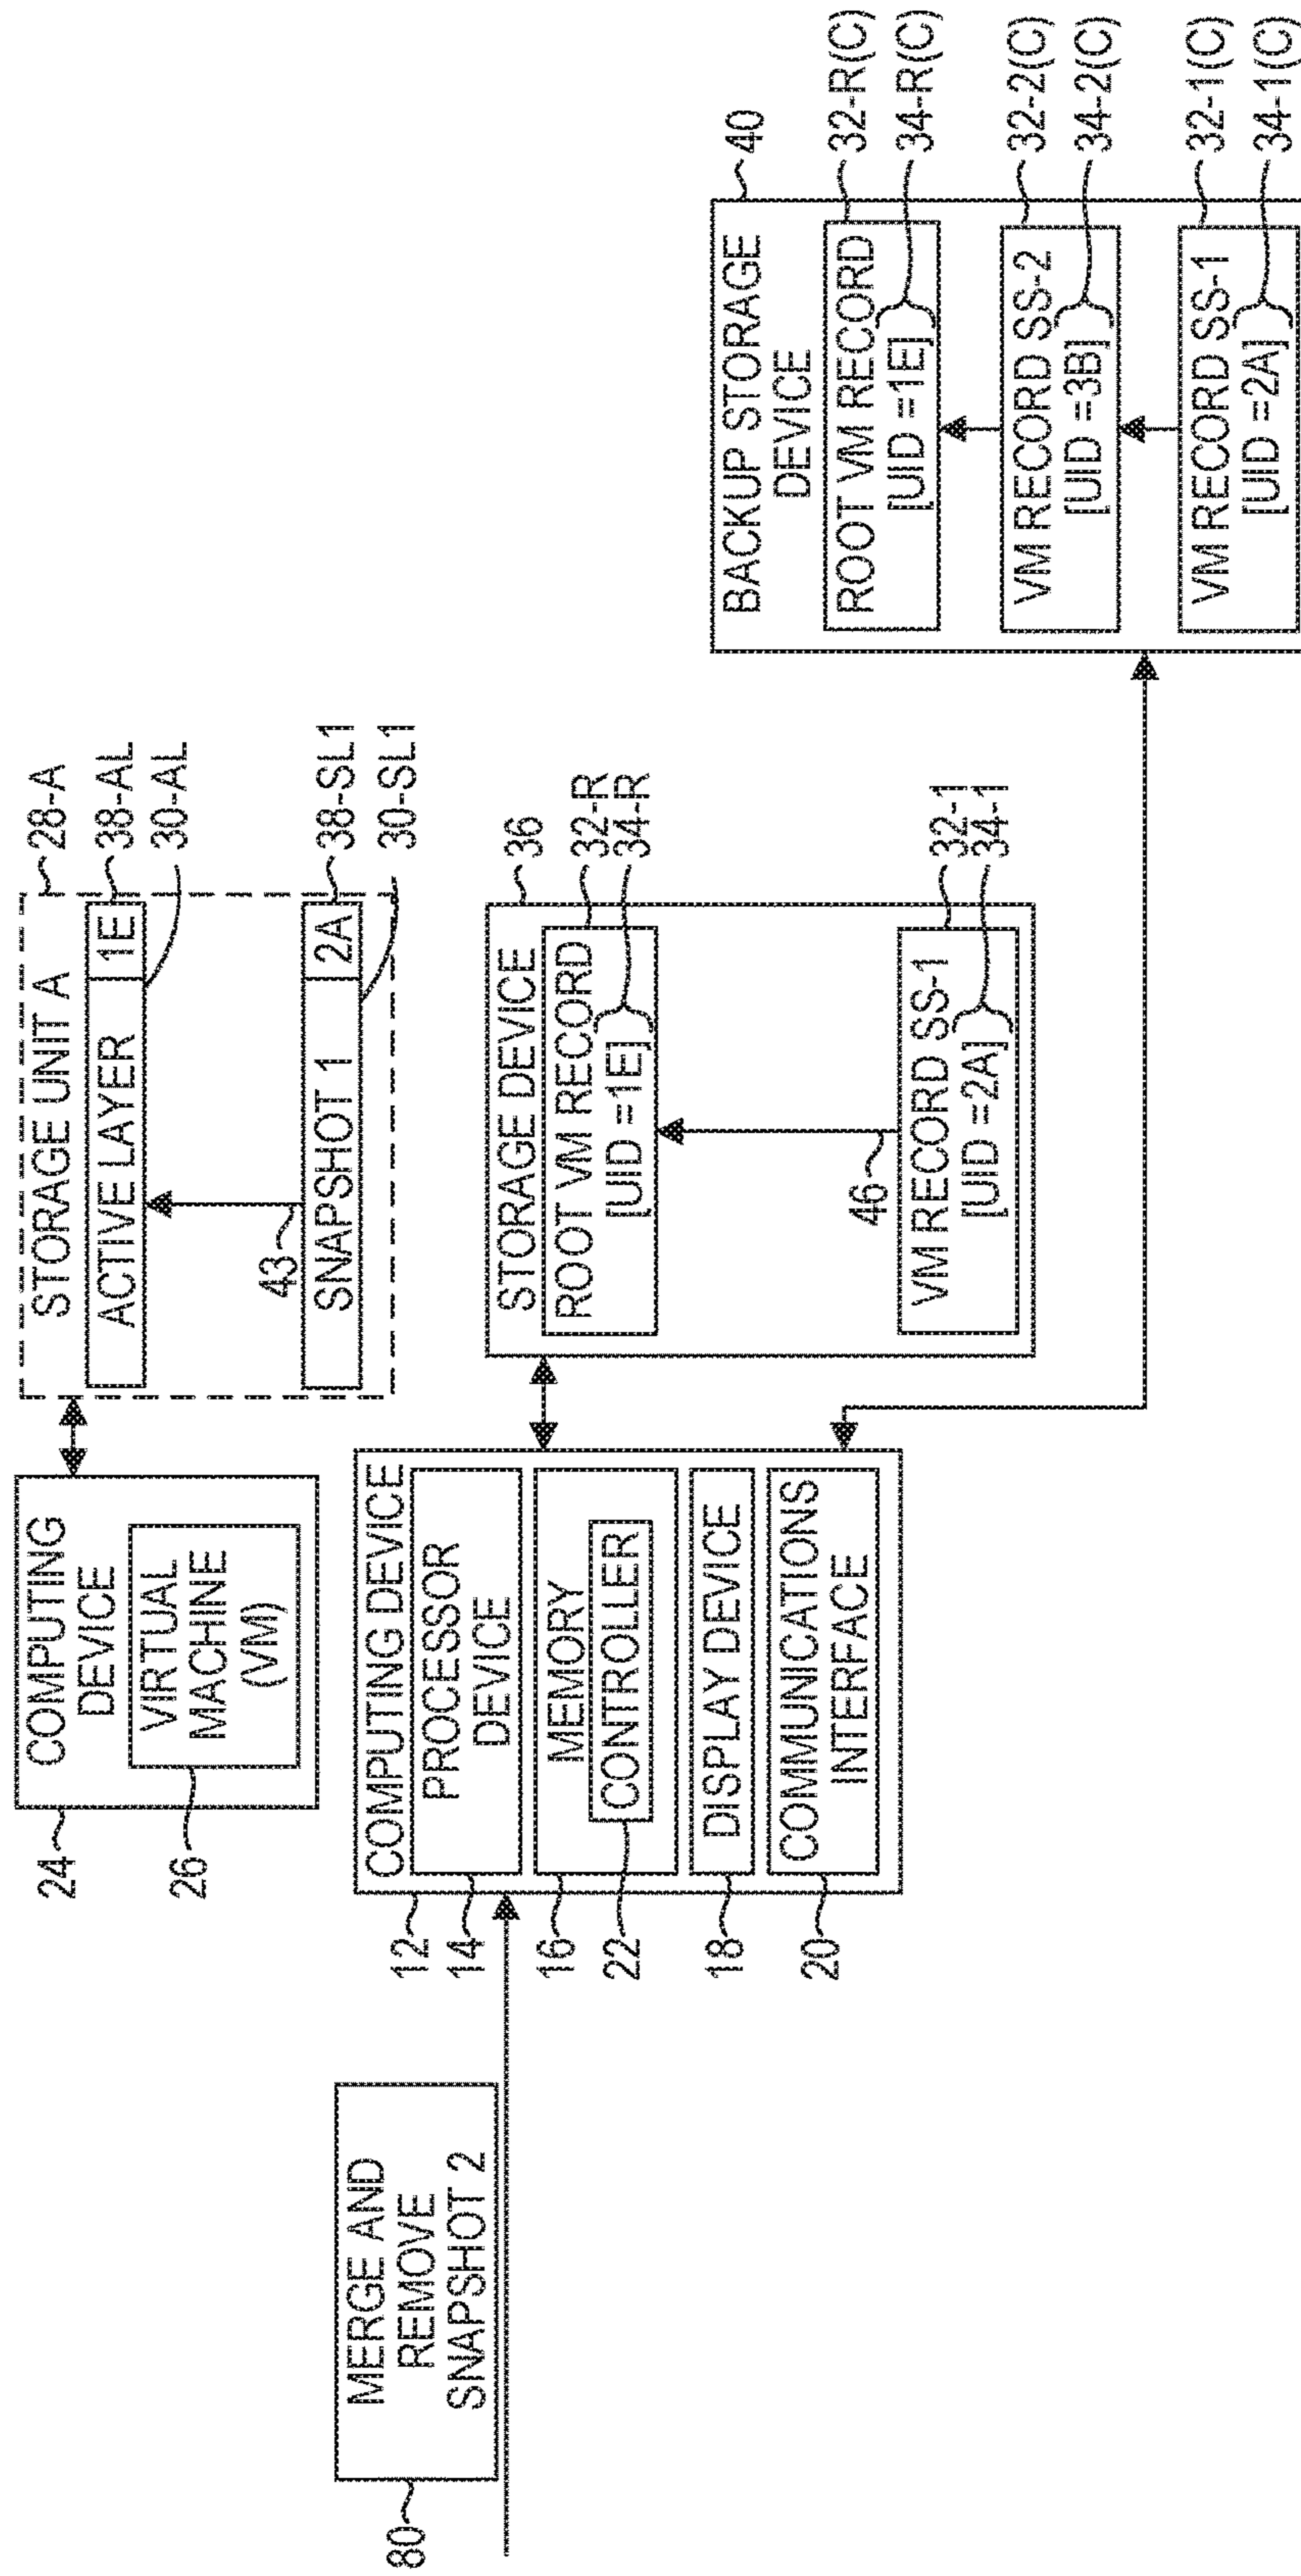 80
MERGE AND
REMOVE
SNAPSHOT 2
24
26
COMPUTING
DEVICE
VIRTUAL
MACHINE
(VM)
STORAGE UNIT A
28-A
ACTIVE LAYER
1E
38-AL
30-AL
43
SNAPSHOT 1
2A
38-SL1
30-SL1
12
14
16
22
18
20
COMPUTING DEVICE
PROCESSOR
DEVICE
MEMORY
CONTROLLER
DISPLAY DEVICE
COMMUNICATIONS
INTERFACE
STORAGE DEVICE
36
ROOT VM RECORD
[UID =1E]
32-R
34-R
46
VM RECORD SS-1
[UID =2A]
32-1
34-1
BACKUP STORAGE
DEVICE
40
ROOT VM RECORD
[UID =1E]
32-R(C)
34-R(C)
VM RECORD SS-2
[UID =3B]
32-2(C)
34-2(C)
VM RECORD SS-1
[UID =2A]
32-1(C)
34-1(C)